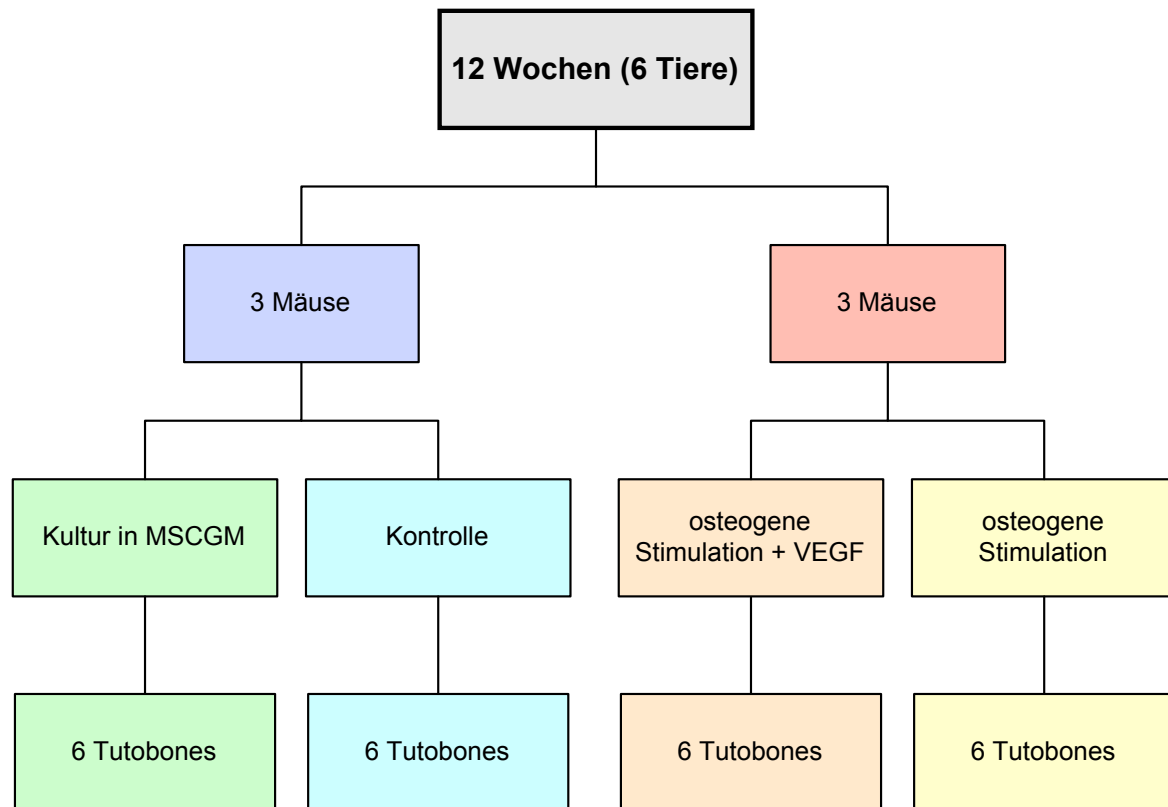 12 Wochen (6 Tiere)
3 Mäuse
3 Mäuse
Kultur in MSCGM
Kontrolle
osteogene
Stimulation + VEGF
osteogene
Stimulation
6 Tutobones
6 Tutobones
6 Tutobones
6 Tutobones